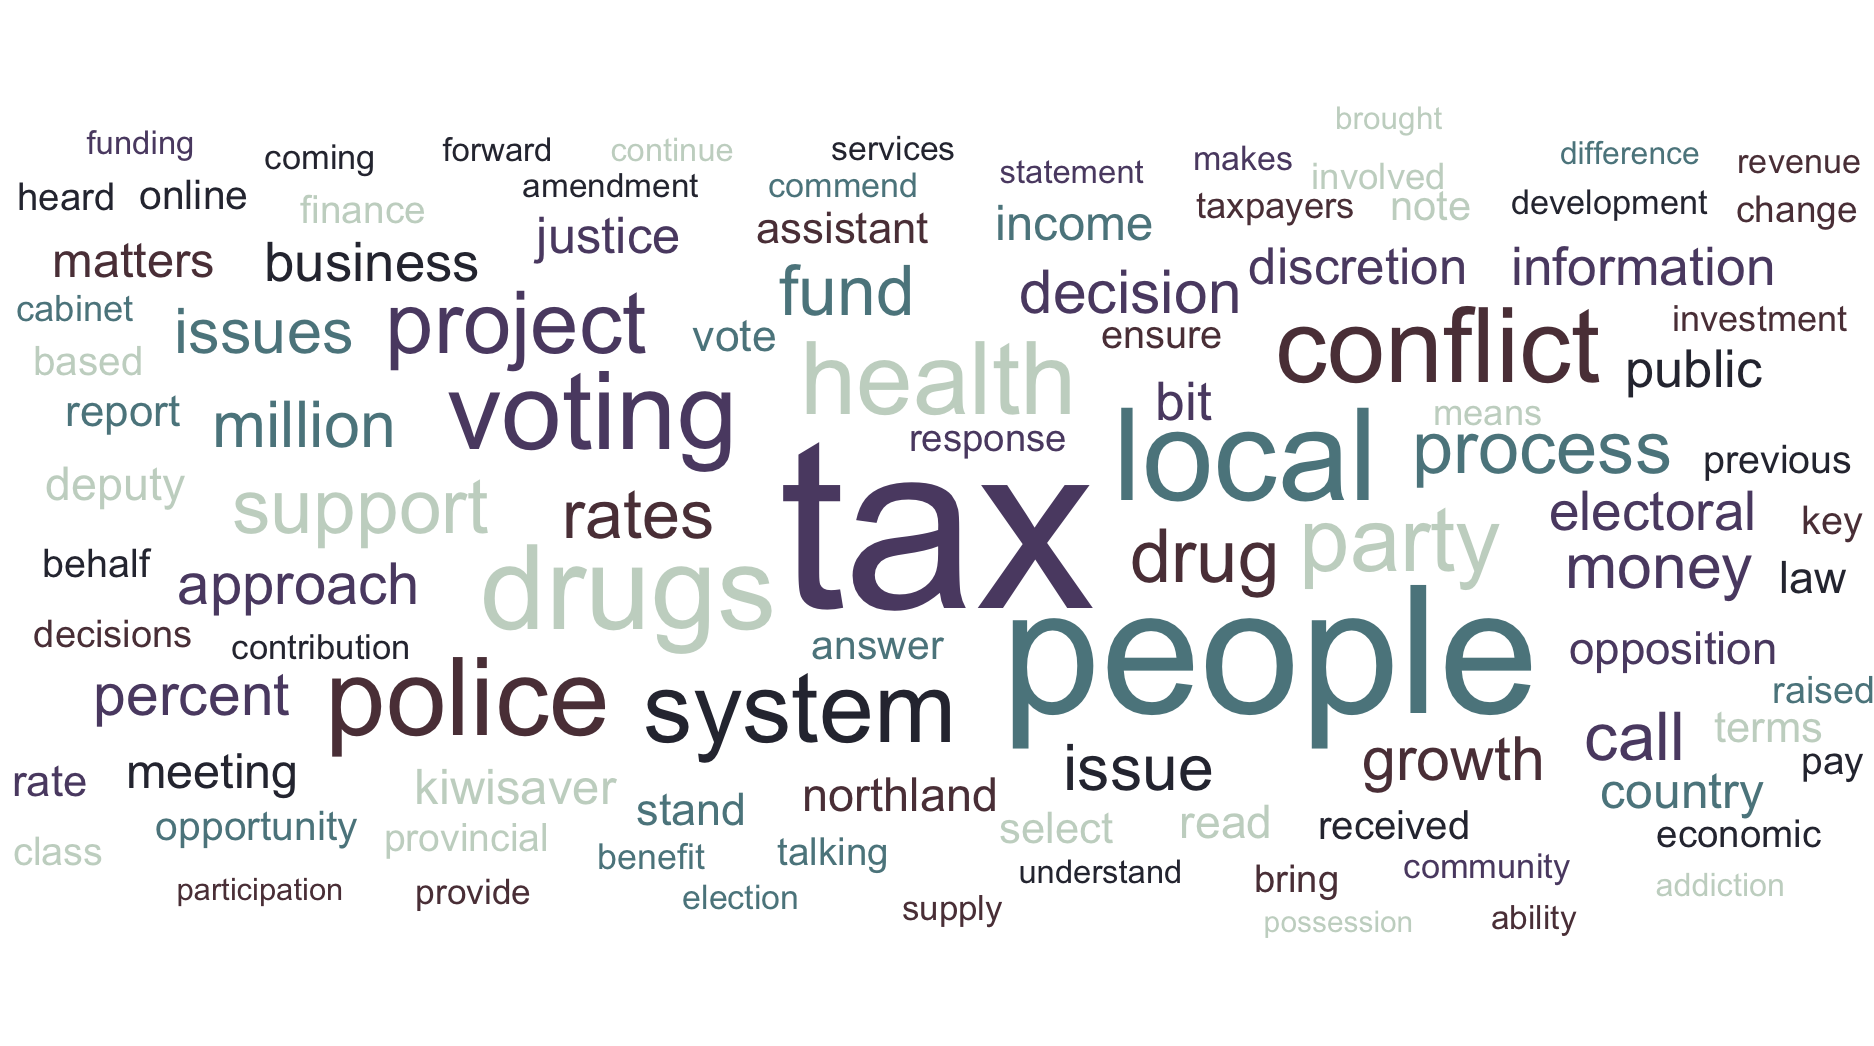 brought
funding
coming
forward
continue
services
statement
makes
difference
revenue
heard
online
finance
amendment
commend
involved
taxpayers
note
development
change
matters
business
justice
assistant
income
discretion
information
cabinet
issues
project
vote
fund
decision
ensure
conflict
investment
based
public
report
million
voting
health
bit
means
response
local
process
previous
deputy
support
rates
tax
drug
party
electoral
key
behalf
approach
drugs
money
law
decisions
contribution
answer
people
opposition
percent
police
system
raised
call
terms
rate
meeting
kiwisaver
stand
northland
issue
growth
country
pay
opportunity
provincial
select
read
received
economic
class
benefit
talking
understand
bring
community
addiction
participation
provide
election
supply
possession
ability